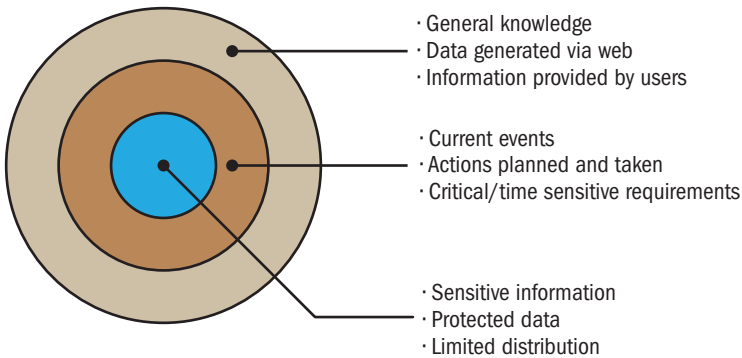 · General knowledge
· Data generated via web
· Information provided by users
· Current events
· Actions planned and taken
· Critical/time sensitive requirements
· Sensitive information
· Protected data
· Limited distribution